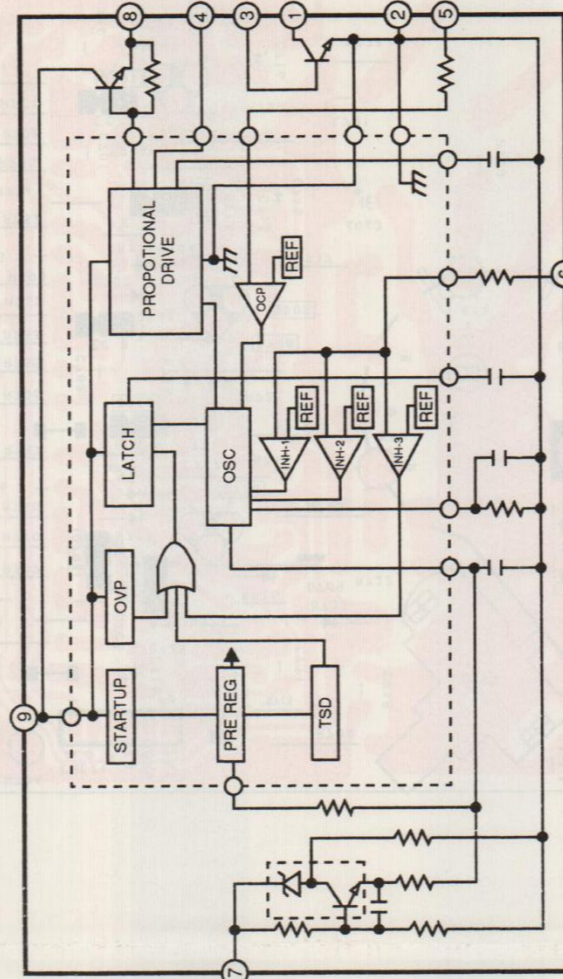 8
4
3
1
2
5
PROPOTIONAL
DRIVE
REF
OCP
LATCH
OSC
INH-1
REF
INH-2
REF
INH-3
REF
OVP
9
STARTUP
PRE REG
TSD
6
7